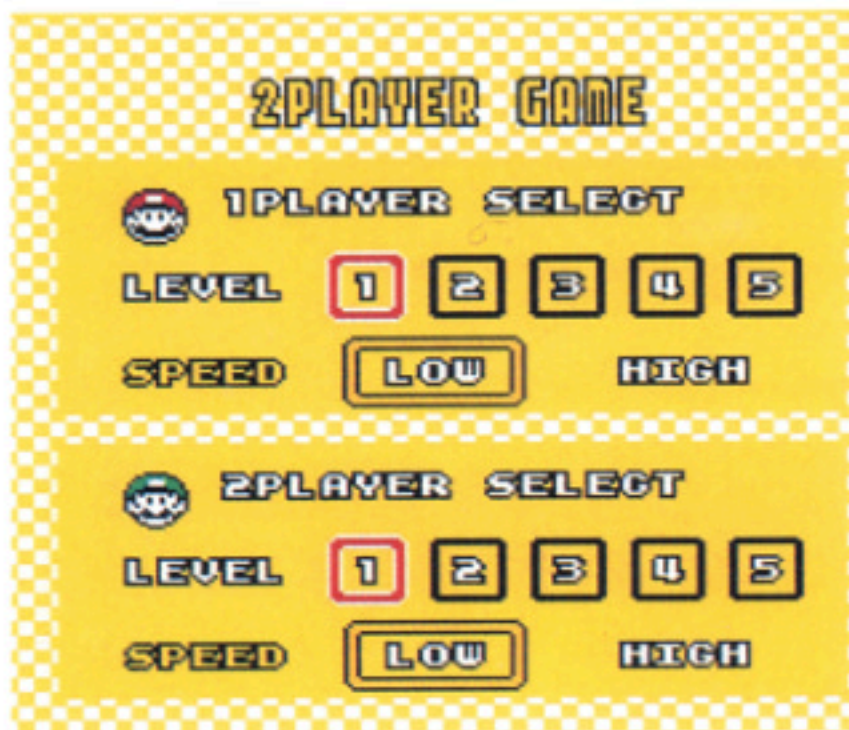 2PLAYER GAME
1PLAYER SELECT
LEVEL 1 2 3 4 5
SPEED LOW HIGH
2PLAYER SELECT
LEVEL 1 2 3 4 5
SPEED LOW HIGH